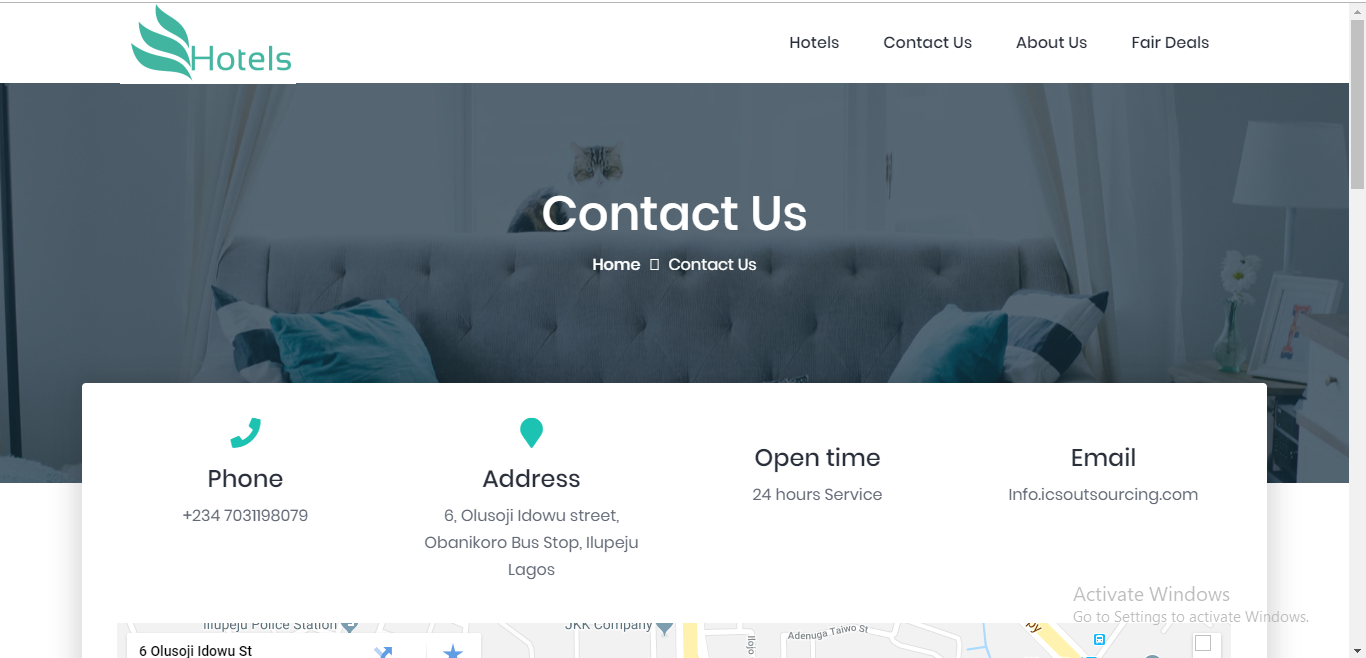 Hotels
Hotels Contact Us About Us Fair Deals
Contact Us
Home Contact Us
Phone
+234 7031198079
Address
6, Olusoji Idowu street,
Obanikoro Bus Stop, Ilupeju
Lagos
Open time
24 hours Service
Email
Info.icsoutsourcing.com
Activate Windows
Go to Settings to activate Windows.
Ilupeju Police Station
JKK Company
Ilojo
Adenuga Taiwo St
6 Olusoji Idowu St